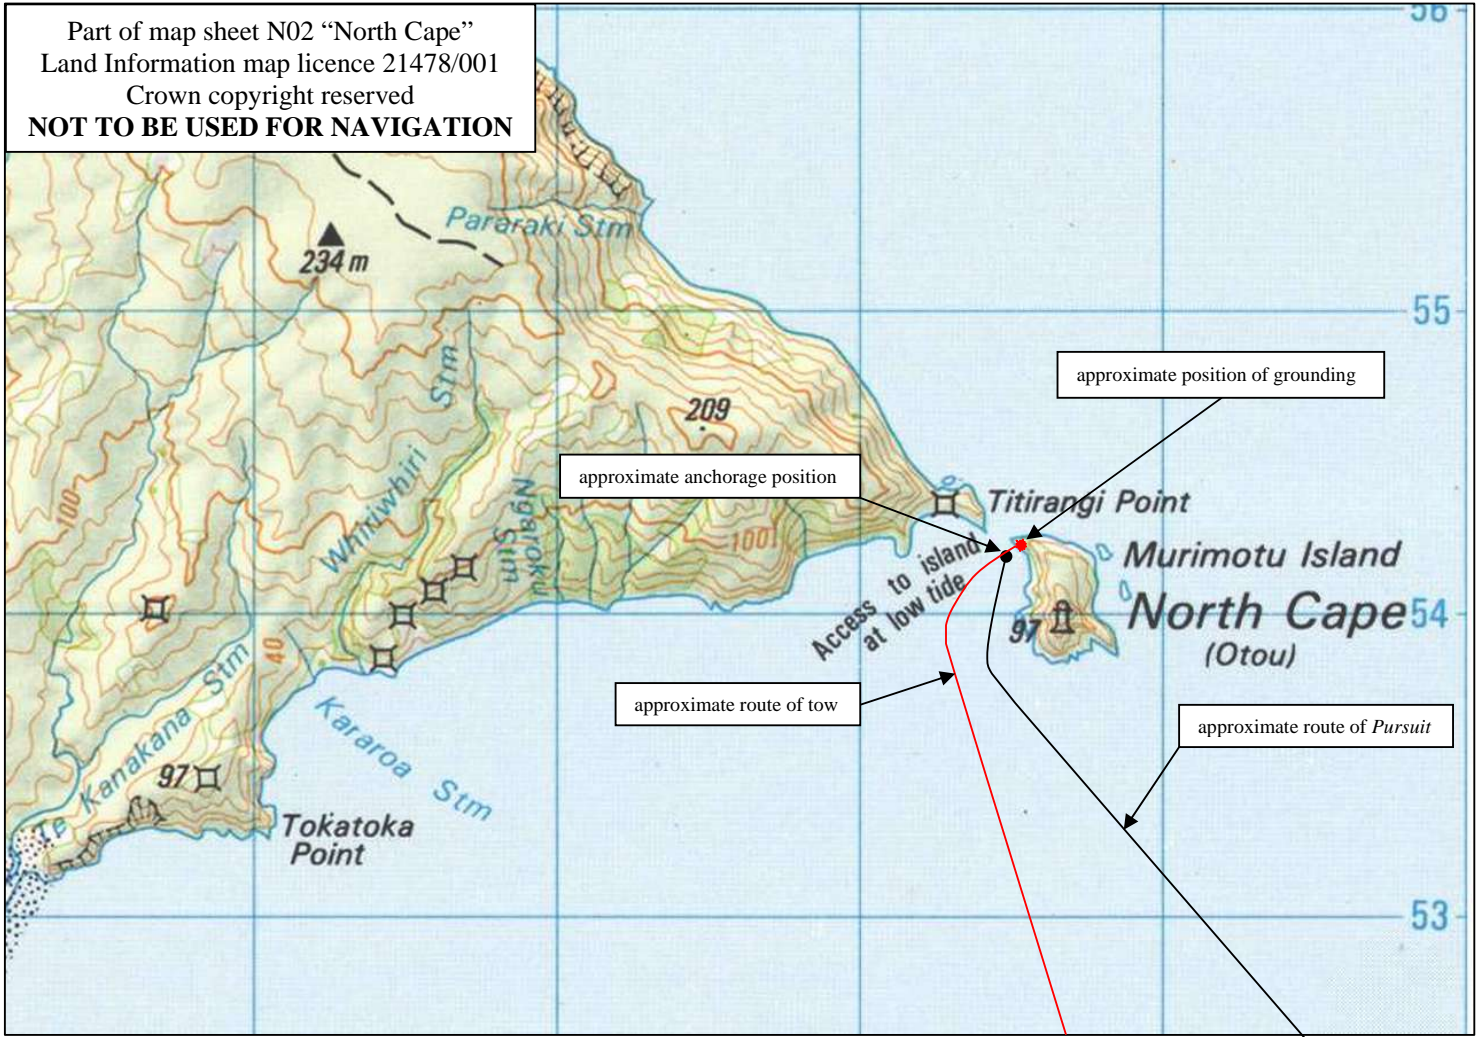 Part of map sheet N02 “North Cape”
Land Information map licence 21478/001
Crown copyright reserved
NOT TO BE USED FOR NAVIGATION
56
Pararaki Stm
234 m
55
approximate position of grounding
Stm
209
approximate anchorage position
Titirangi Point
100
Whiriwhiri
Ngaroku
Stm
100
Access to island
at low tide
Murimotu Island
North Cape
54
(Otou)
97
40
Te Kanakana Stm
Kararoa Stm
approximate route of tow
approximate route of Pursuit
97
Tokatoka
Point
53